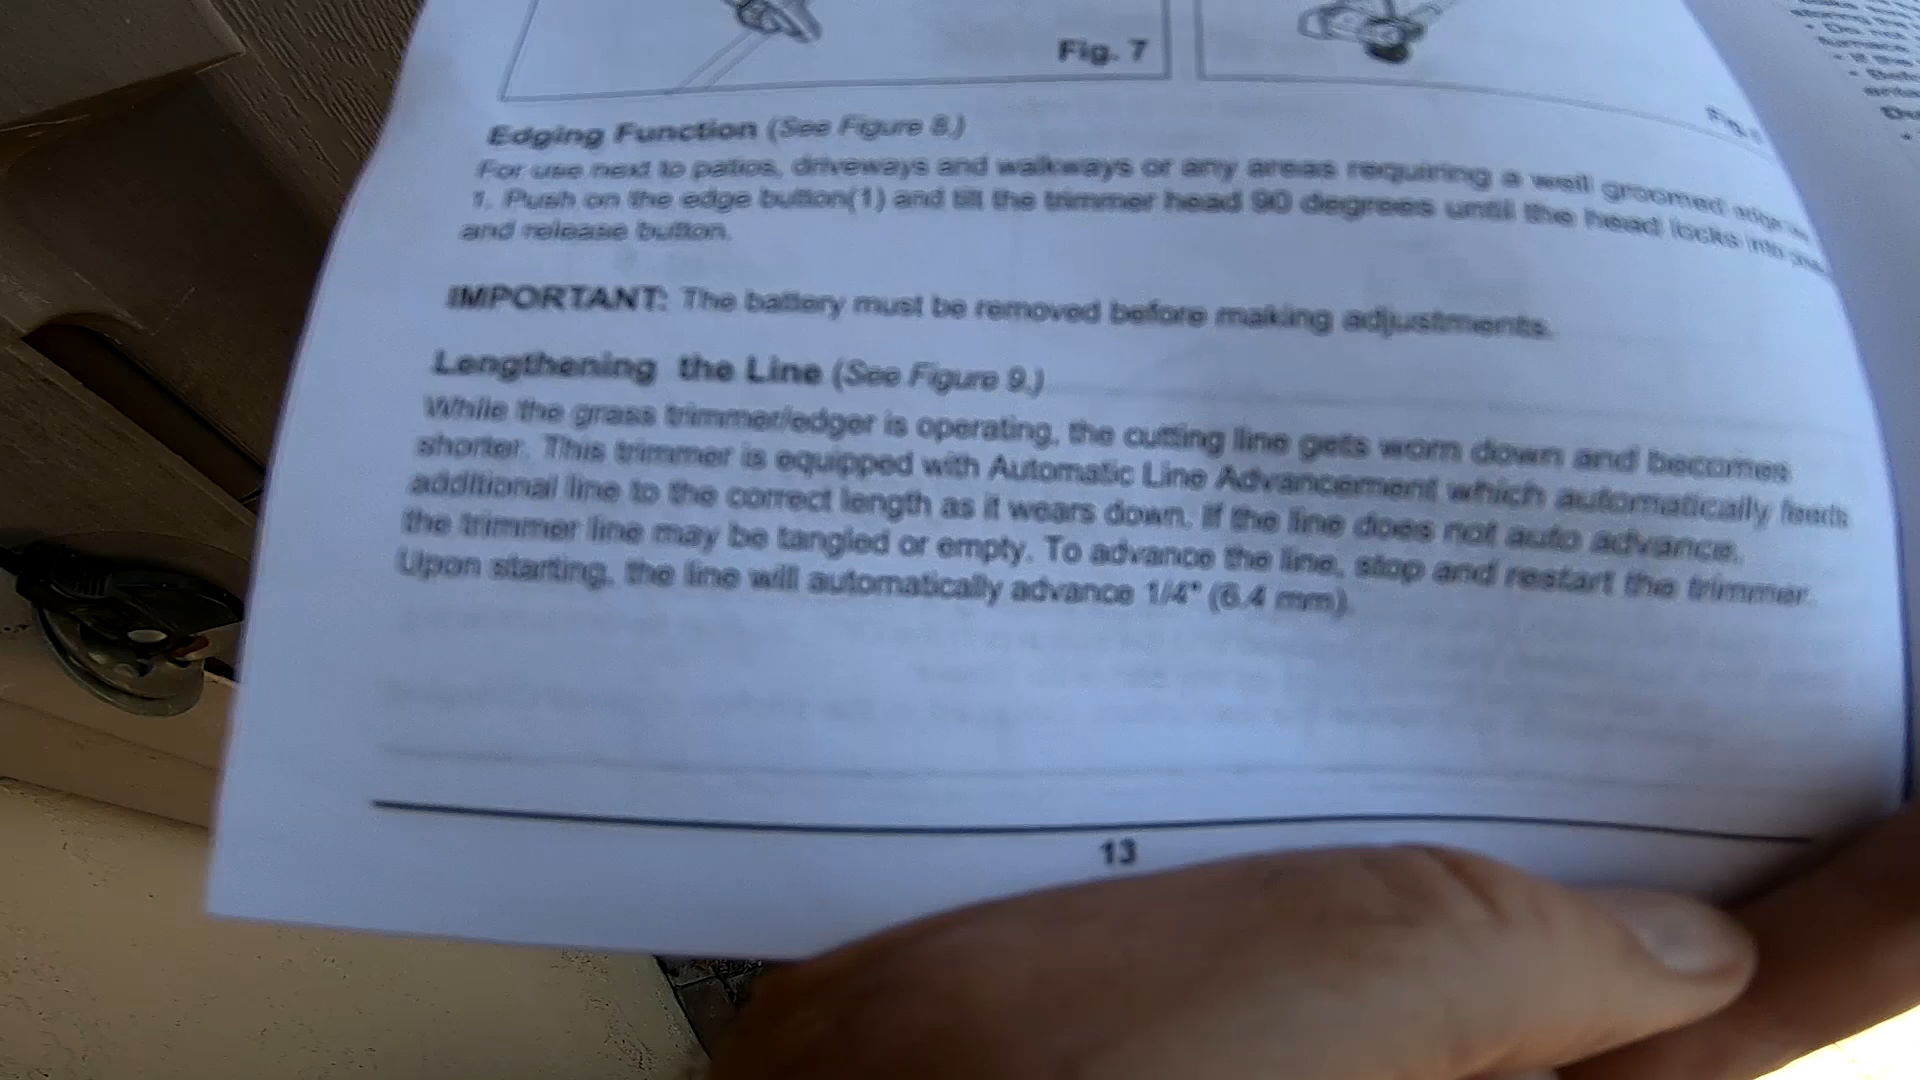 Fig. 7
Fig.
Edging Function (See Figure 8.)
For use next to patios, driveways and walkways or any areas requiring a well groomed edge
1. Push on the edge button(1) and tilt the trimmer head 90 degrees until the head locks into
and release button.
IMPORTANT: The battery must be removed before making adjustments.
Lengthening the Line (See Figure 9.)
While the grass trimmer/edger is operating, the cutting line gets worn down and becomes
shorter. This trimmer is equipped with Automatic Line Advancement which automatically feeds
additional line to the correct length as it wears down. If the line does not auto advance,
the trimmer line may be tangled or empty. To advance the line, stop and restart the trimmer.
Upon starting, the line will automatically advance 1/4" (6.4 mm).
13